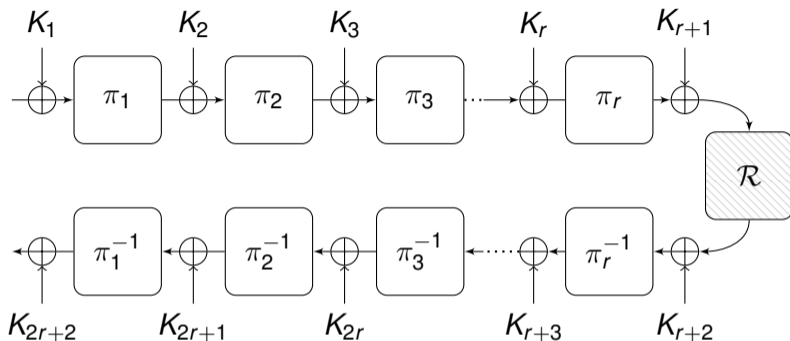 K₁ K₂ K₃ Kᵣ Kᵣ₊₁
π₁ π₂ π₃ ... πᵣ
ℛ
π₁⁻¹ π₂⁻¹ π₃⁻¹ ... πᵣ⁻¹
K₂ᵣ₊₂ K₂ᵣ₊₁ K₂ᵣ Kᵣ₊₃ Kᵣ₊₂